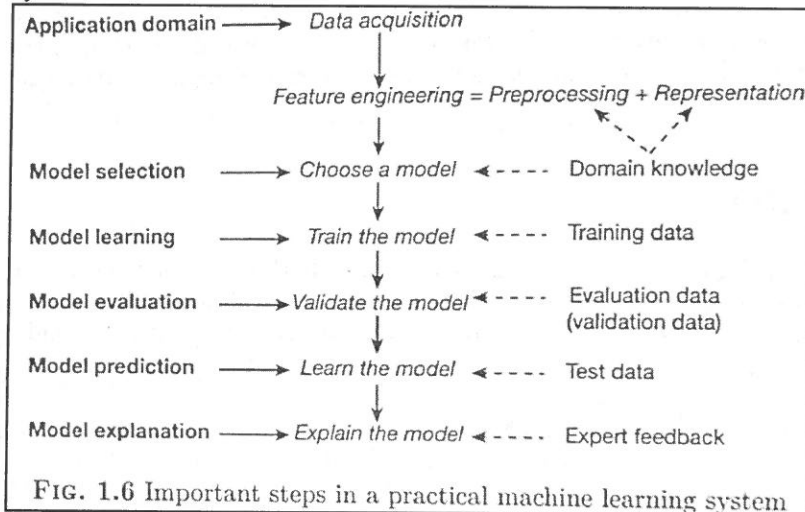 Application domain Data acquisition
Feature engineering = Preprocessing + Representation
Model selection Choose a model Domain knowledge
Model learning Train the model Training data
Model evaluation Validate the model Evaluation data
(validation data)
Model prediction Learn the model Test data
Model explanation Explain the model Expert feedback
FIG. 1.6 Important steps in a practical machine learning system